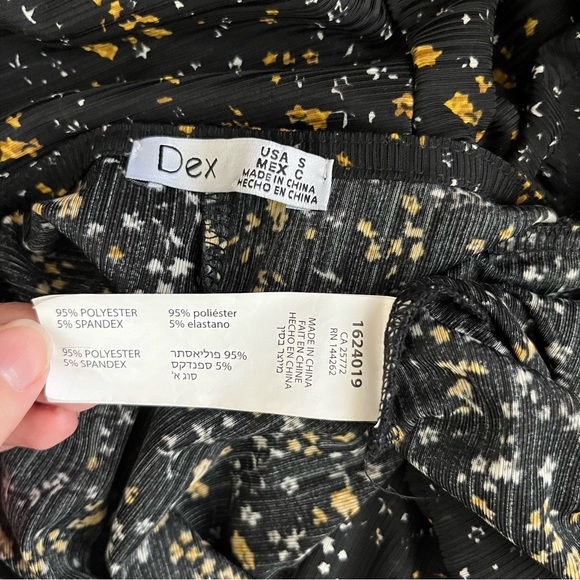 Dex
USA S
MEX C
MADE IN CHINA
HECHO EN CHINA
95% POLYESTER
5% SPANDEX
95% poliéster
5% elastano
95% POLYESTER
5% SPANDEX
95% פוליאסתר
5% ספנדקס
סוג א'
MADE IN CHINA
FAIT EN CHINE
HECHO EN CHINA
מיוצר בסין
1624019
CA 25772
RN 144262